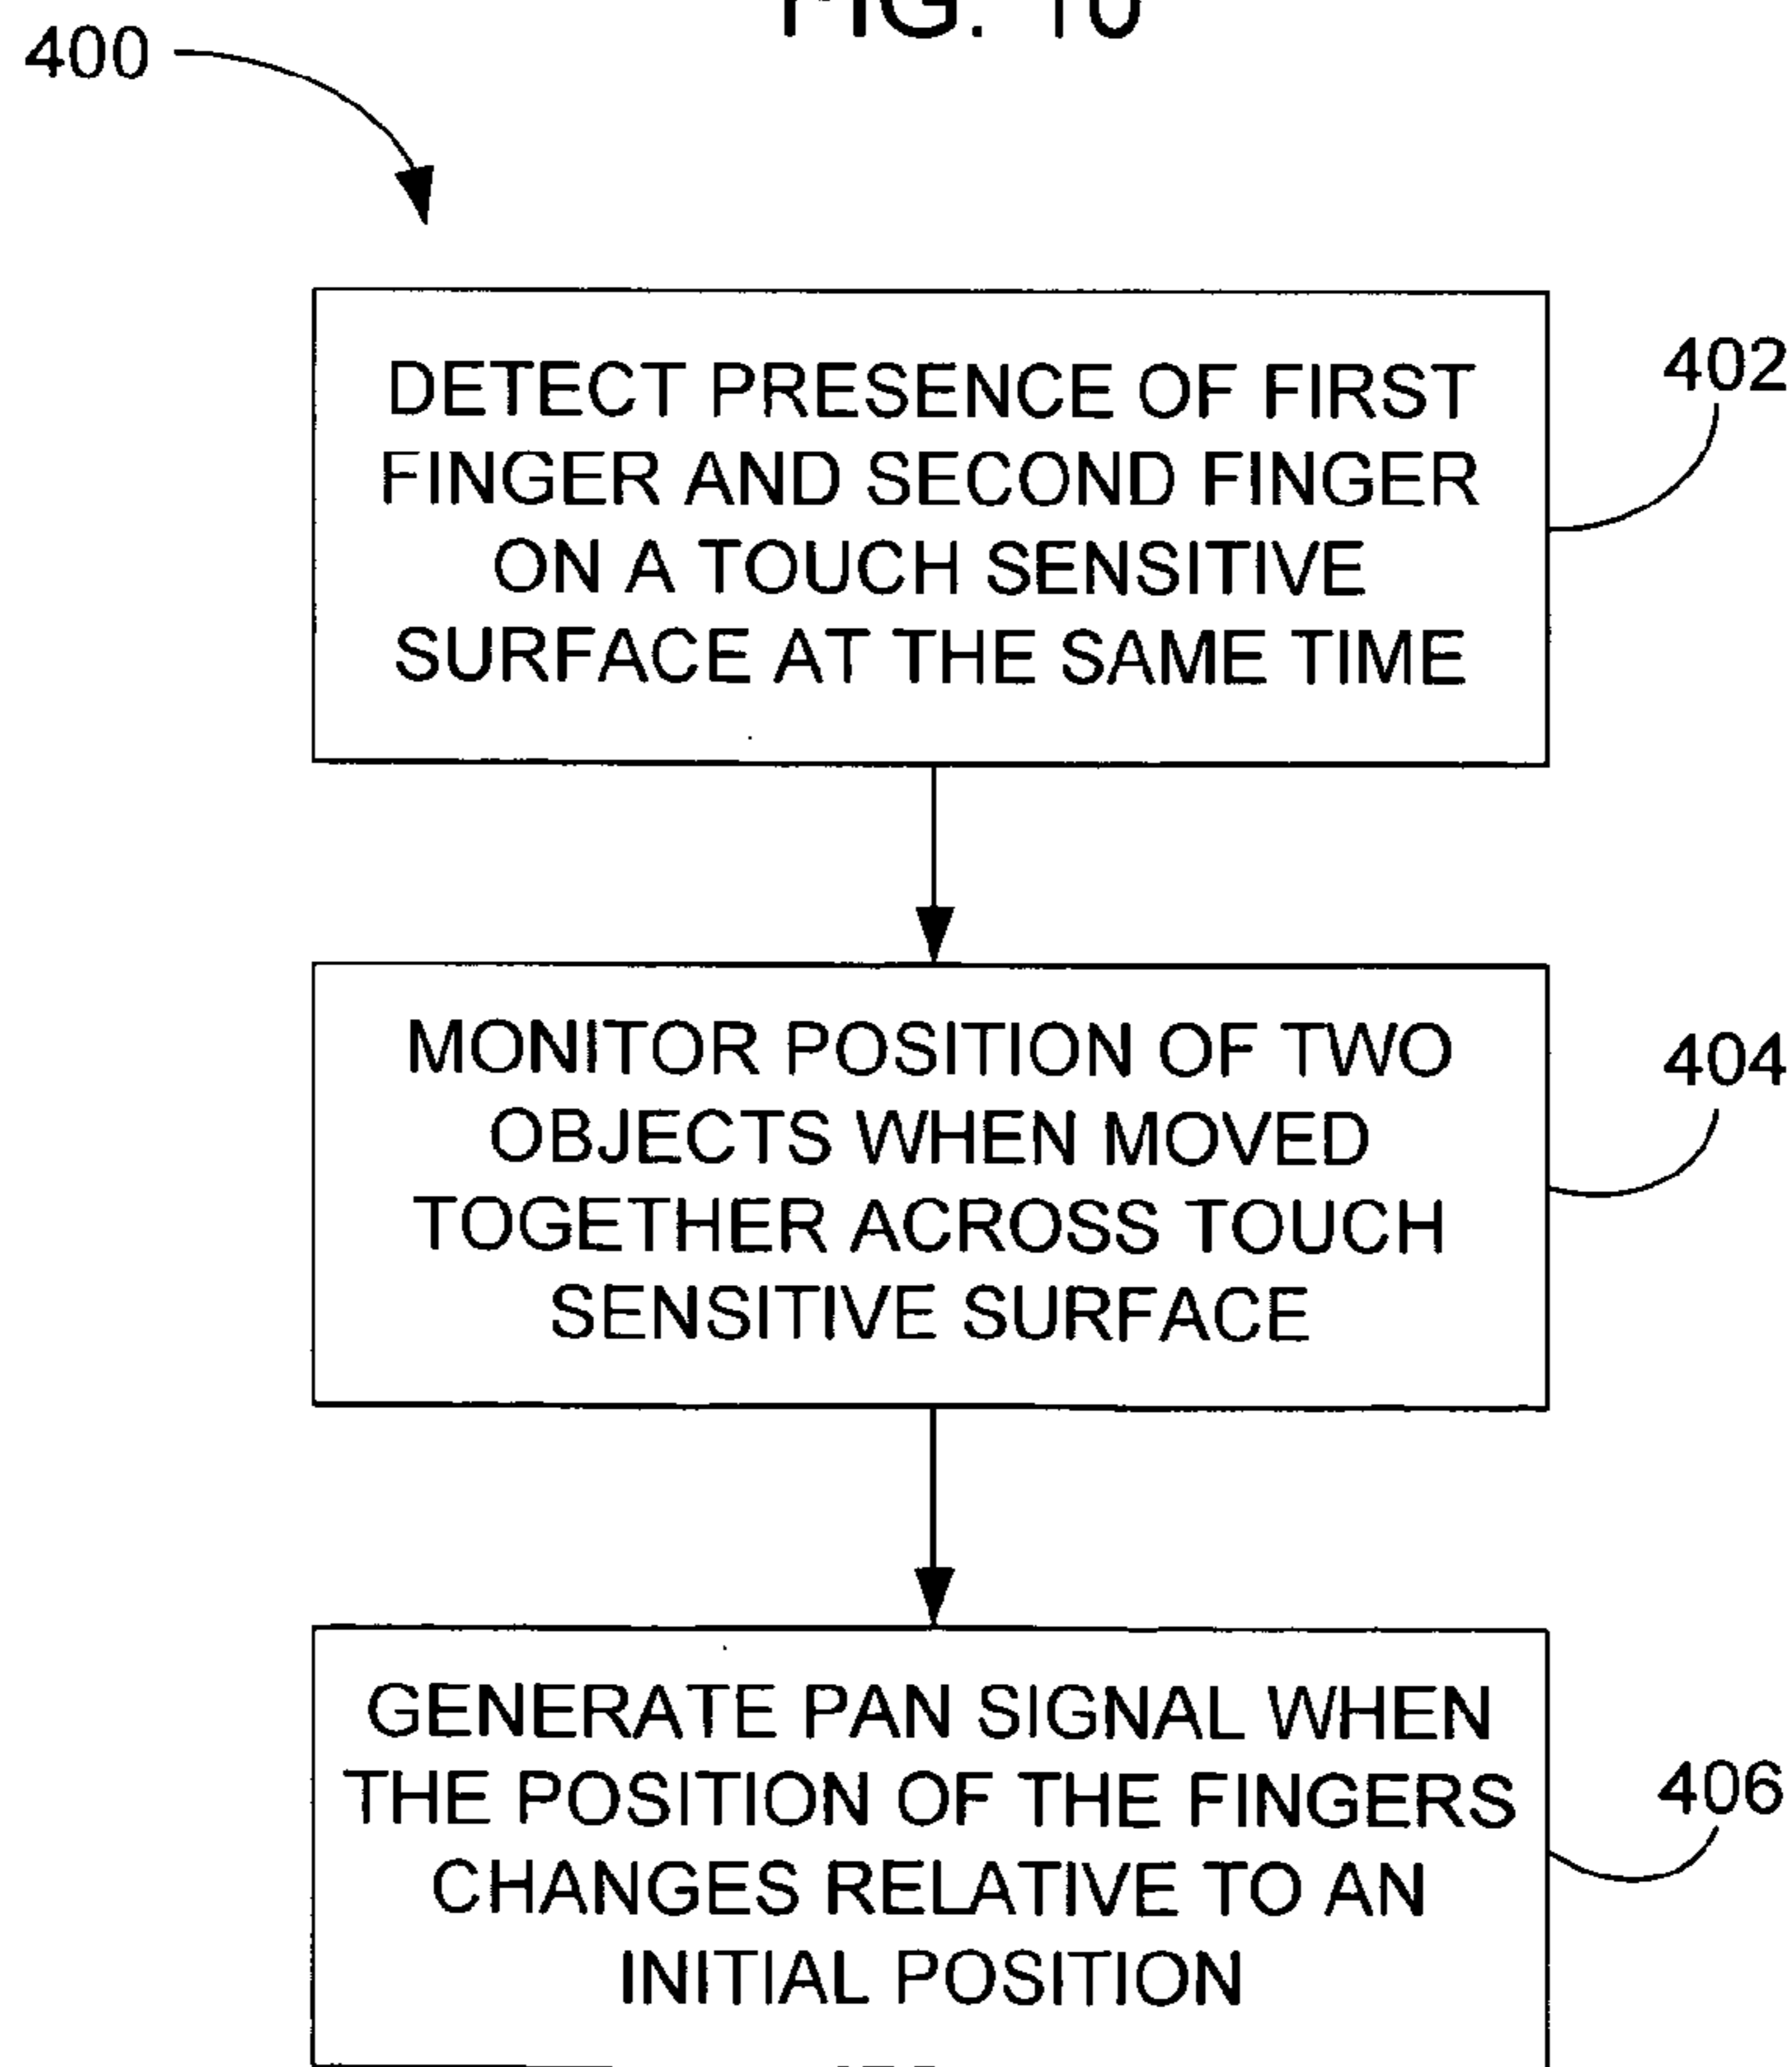 FIG. 10
400
DETECT PRESENCE OF FIRST
FINGER AND SECOND FINGER
ON A TOUCH SENSITIVE
SURFACE AT THE SAME TIME
402
MONITOR POSITION OF TWO
OBJECTS WHEN MOVED
TOGETHER ACROSS TOUCH
SENSITIVE SURFACE
404
GENERATE PAN SIGNAL WHEN
THE POSITION OF THE FINGERS
CHANGES RELATIVE TO AN
INITIAL POSITION
406